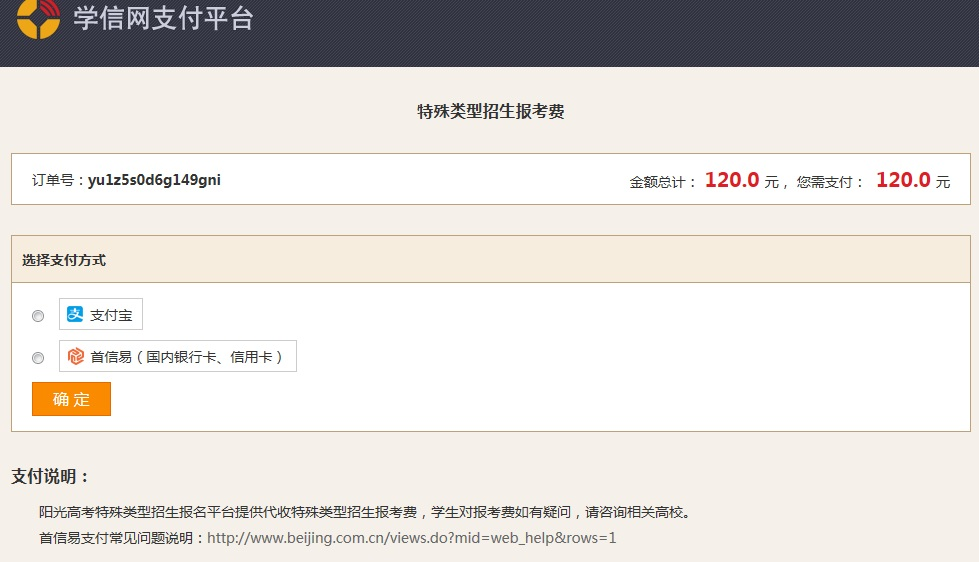 学信网支付平台
特殊类型招生报考费
订单号：yu1z5s0d6g149gni 金额总计： 120.0 元， 您需支付： 120.0 元
选择支付方式
支付宝
首信易（国内银行卡、信用卡）
确 定
支付说明：
阳光高考特殊类型招生报名平台提供代收特殊类型招生报考费，学生对报考费如有疑问，请咨询相关高校。
首信易支付常见问题说明：http://www.beijing.com.cn/views.do?mid=web_help&rows=1